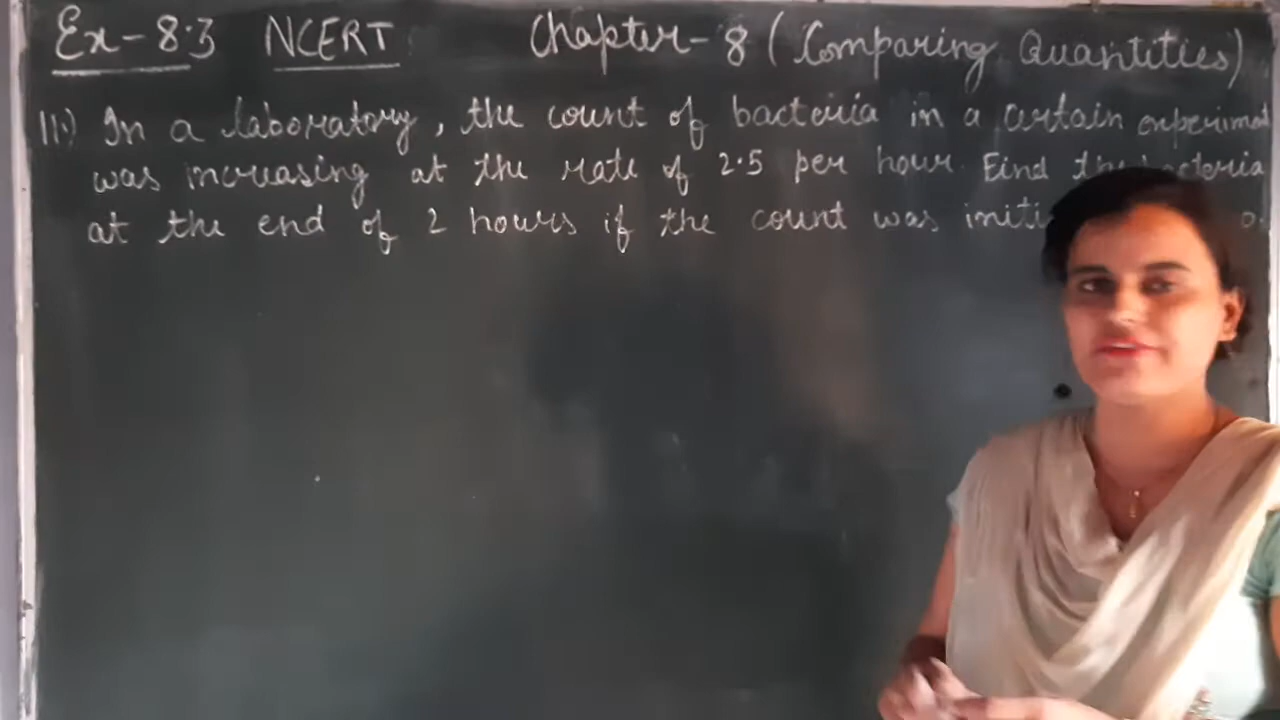 Ex-8.3 NCERT Chapter-8 (Comparing Quantities)
11.) In a laboratory, the count of bacteria in a certain experiment
was increasing at the rate of 2.5 per hour. Find the bacteria
at the end of 2 hours if the count was